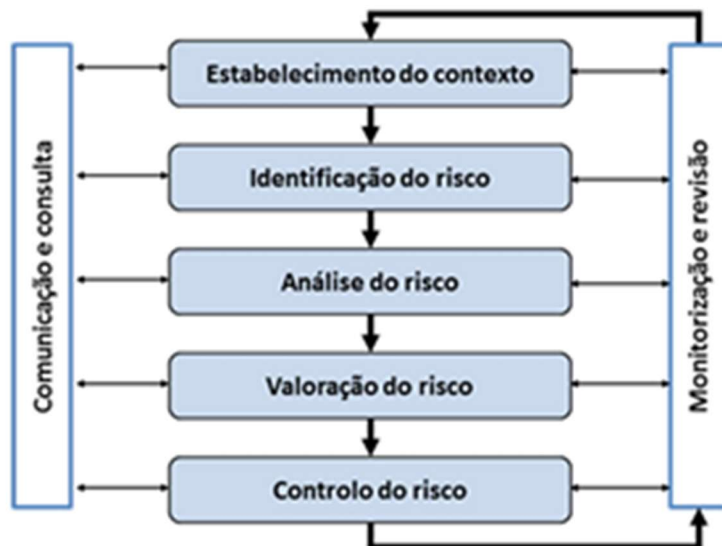 Comunicação e consulta
Estabelecimento do contexto
Identificação do risco
Análise do risco
Valoração do risco
Controlo do risco
Monitorização e revisão